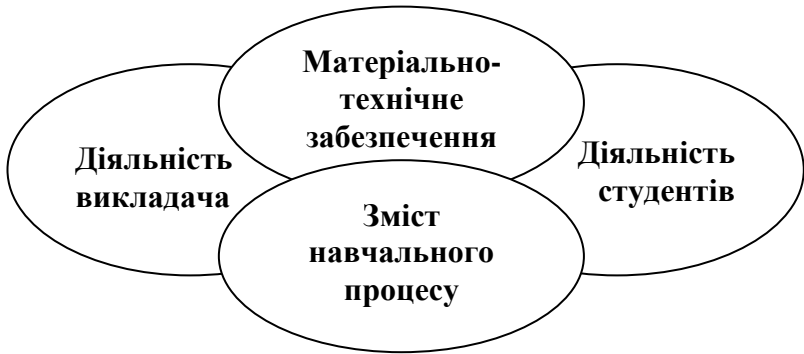 Матеріально-
технічне
забезпечення
Діяльність
викладача
Діяльність
студентів
Зміст
навчального
процесу